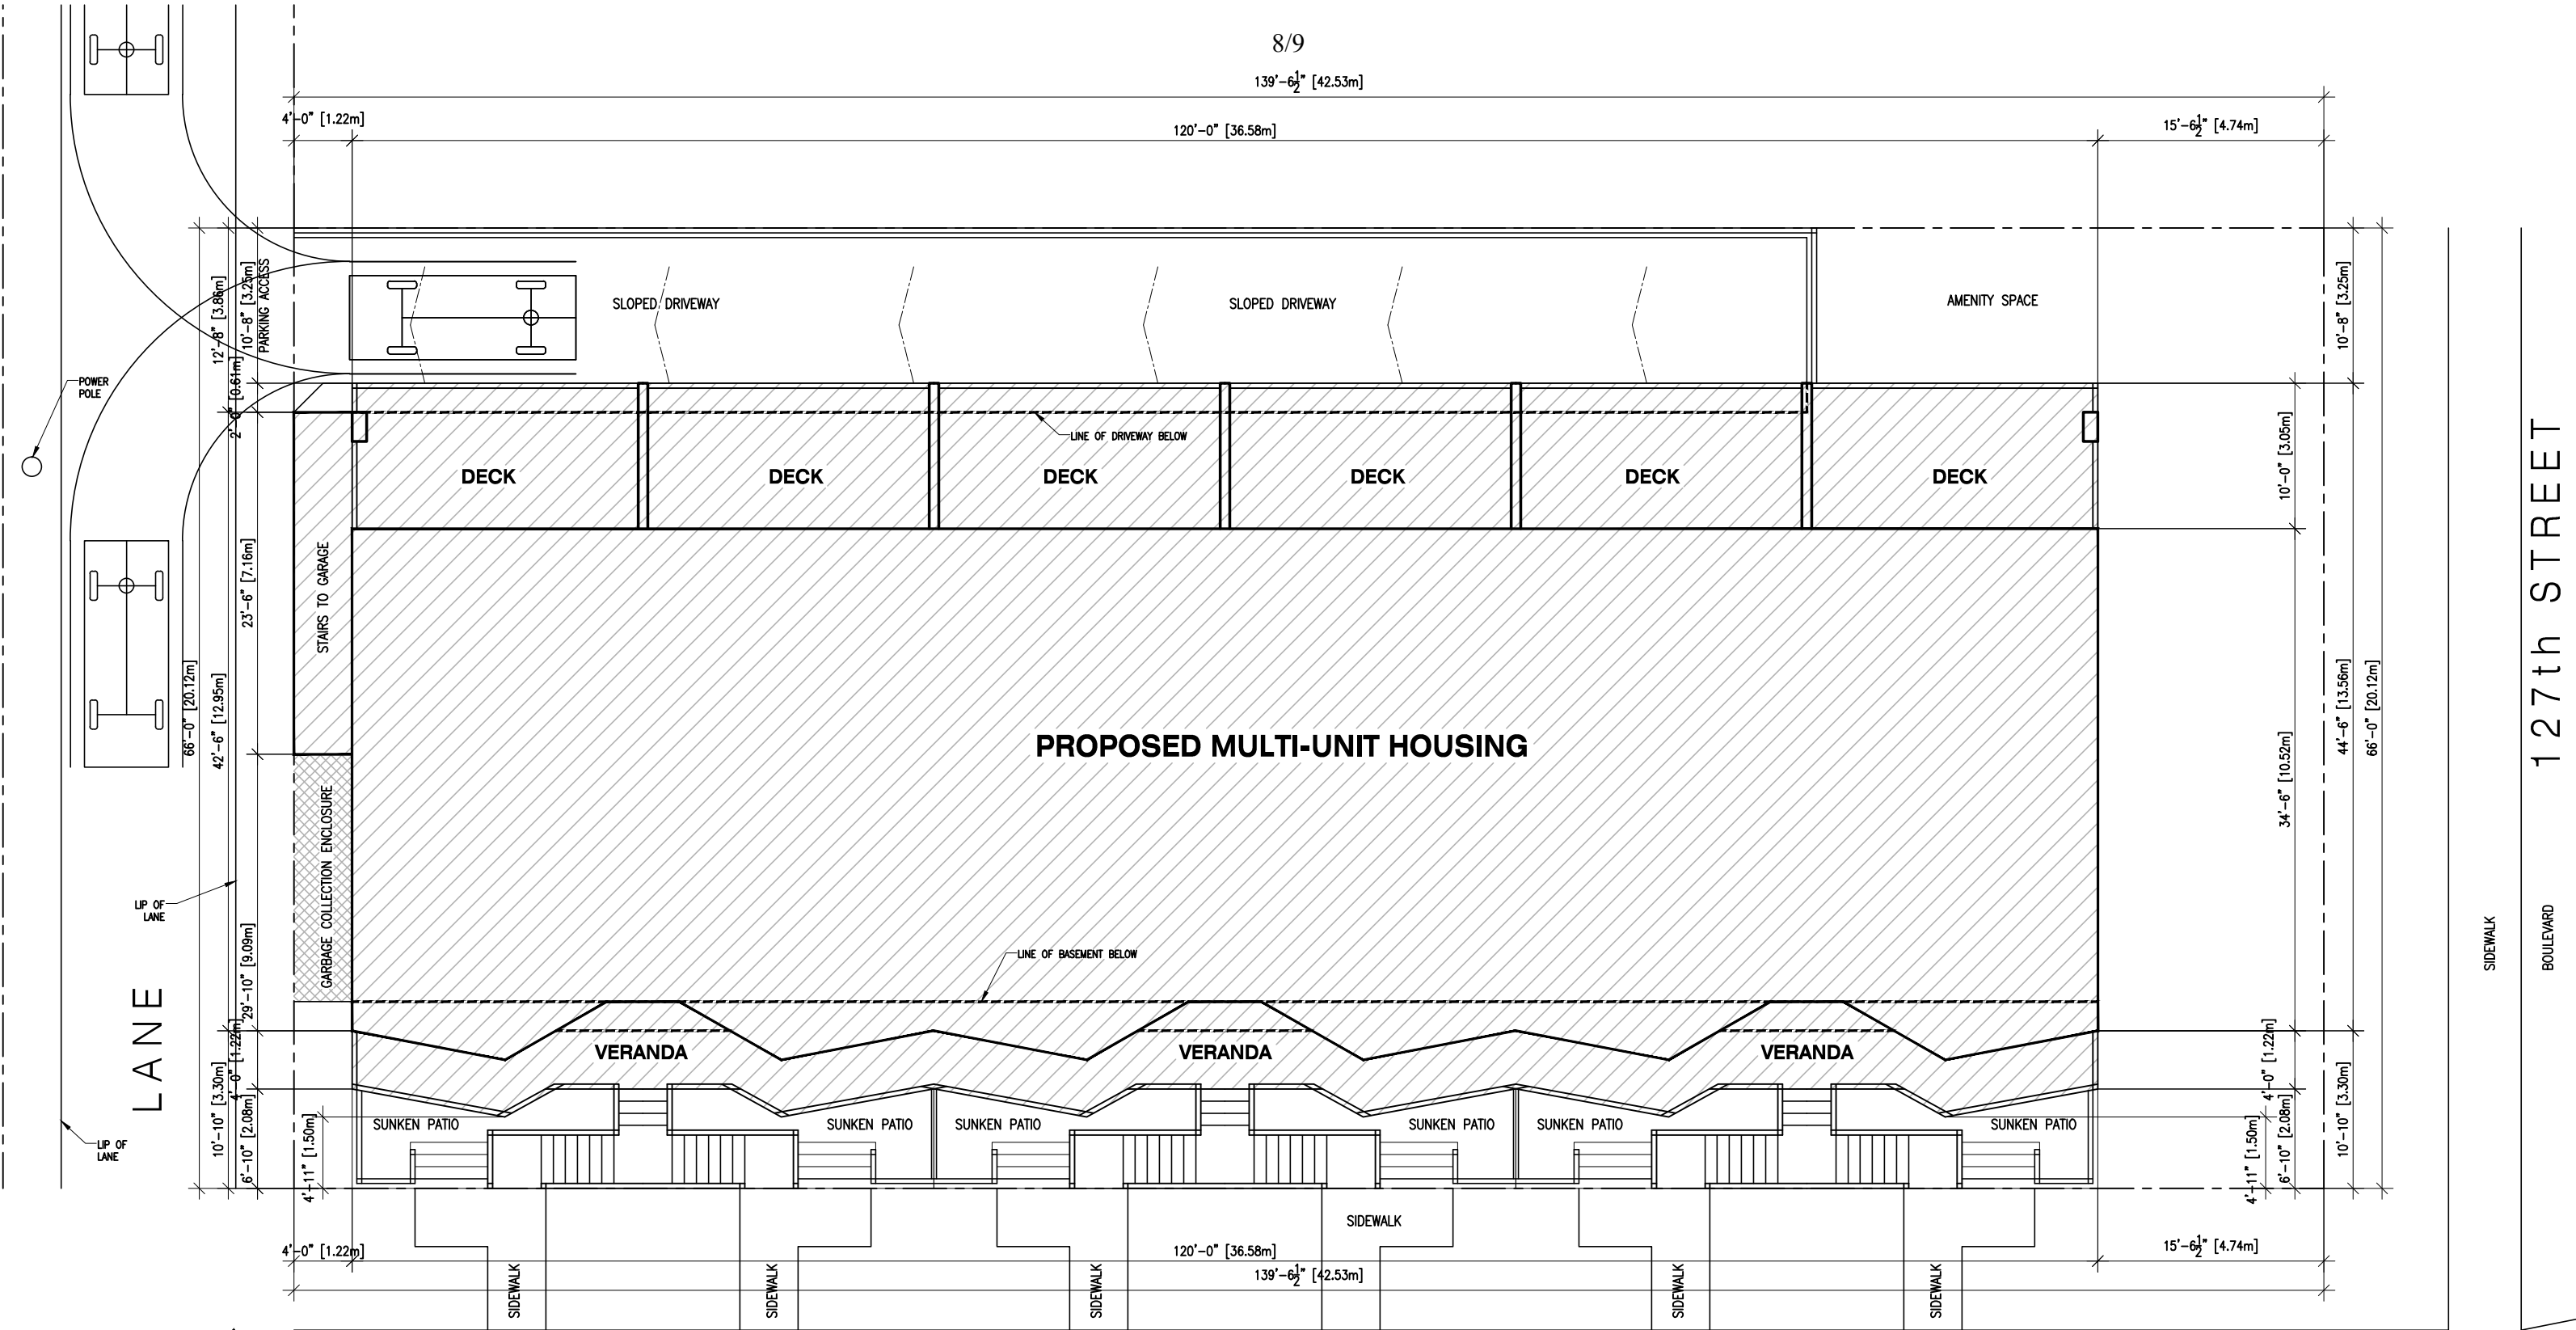 8/9
139'-6½" [42.53m]
4'-0" [1.22m]
120'-0" [36.58m]
15'-6½" [4.74m]
12'-8" [3.86m]
10'-8" [3.25m]
PARKING ACCESS
2'-0" [0.61m]
SLOPED DRIVEWAY
SLOPED DRIVEWAY
AMENITY SPACE
10'-8" [3.25m]
POWER
POLE
LINE OF DRIVEWAY BELOW
DECK
DECK
DECK
DECK
DECK
DECK
10'-0" [3.05m]
127th STREET
STAIRS TO GARAGE
23'-6" [7.16m]
66'-0" [20.12m]
42'-6" [12.95m]
PROPOSED MULTI-UNIT HOUSING
34'-6" [10.52m]
44'-6" [13.56m]
66'-0" [20.12m]
GARBAGE COLLECTION ENCLOSURE
LIP OF
LANE
29'-10" [9.09m]
LINE OF BASEMENT BELOW
SIDEWALK
BOULEVARD
LANE
VERANDA
VERANDA
VERANDA
4'-0" [1.22m]
10'-10" [3.30m]
6'-10" [2.08m]
4'-11" [1.50m]
SUNKEN PATIO
SUNKEN PATIO
SUNKEN PATIO
SUNKEN PATIO
SUNKEN PATIO
SUNKEN PATIO
4'-0" [1.22m]
4'-11" [1.50m]
6'-10" [2.08m]
10'-10" [3.30m]
LIP OF
LANE
SIDEWALK
4'-0" [1.22m]
120'-0" [36.58m]
15'-6½" [4.74m]
139'-6½" [42.53m]
SIDEWALK
SIDEWALK
SIDEWALK
SIDEWALK
SIDEWALK